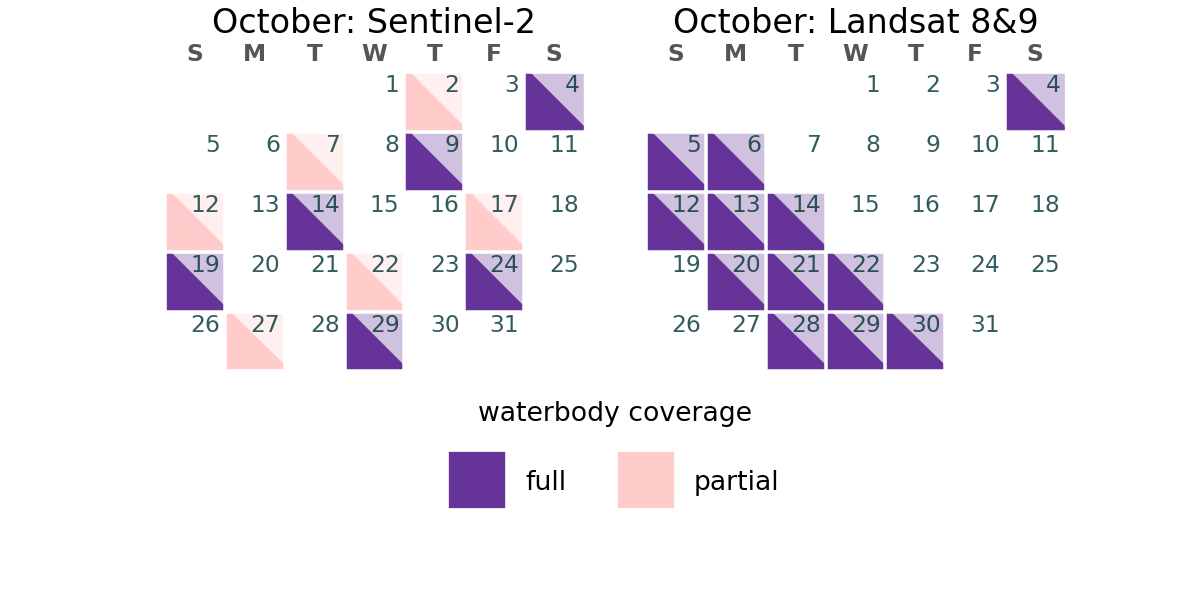 October: Sentinel-2
S M T W T F S
1 2 3 4
5 6 7 8 9 10 11
12 13 14 15 16 17 18
19 20 21 22 23 24 25
26 27 28 29 30 31
October: Landsat 8&9
S M T W T F S
1 2 3 4
5 6 7 8 9 10 11
12 13 14 15 16 17 18
19 20 21 22 23 24 25
26 27 28 29 30 31
waterbody coverage
full partial